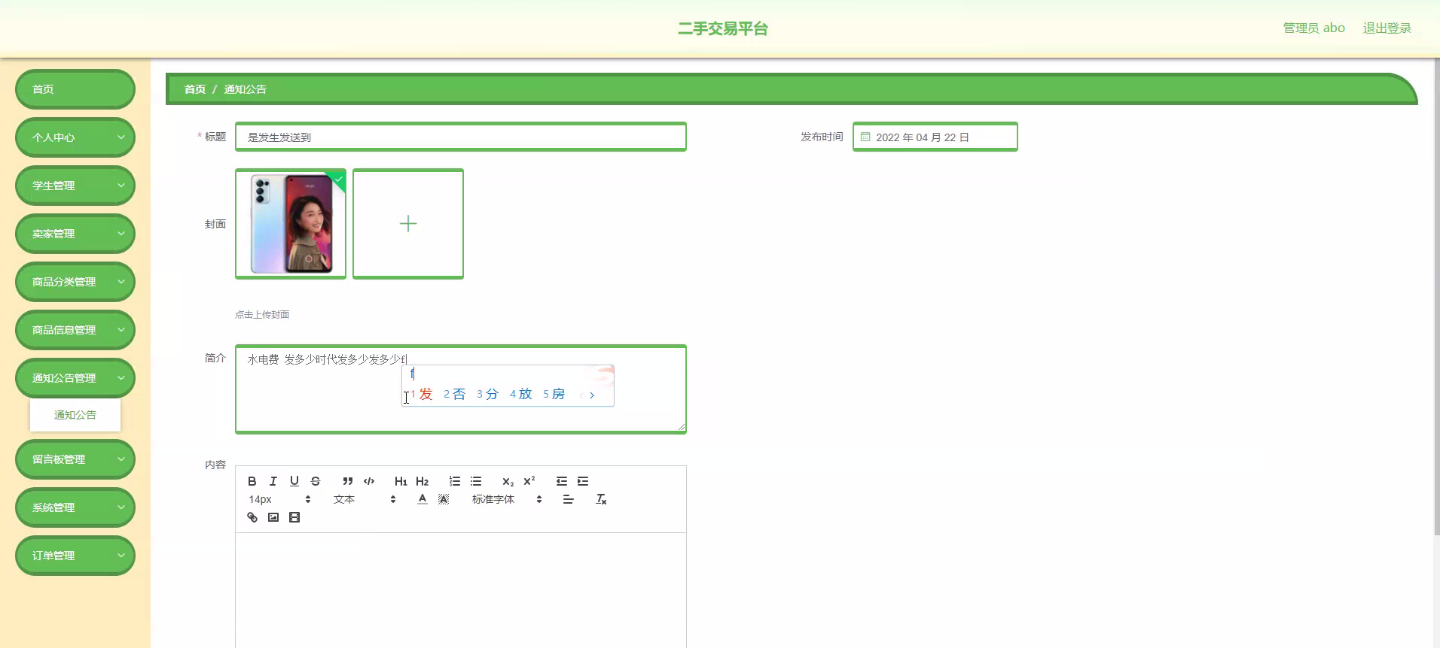 二手交易平台
管理员 abo 退出登录
首页
个人中心
学生管理
卖家管理
商品分类管理
商品信息管理
通知公告管理
通知公告
留言板管理
系统管理
订单管理
首页 / 通知公告
* 标题 是发生发送到
发布时间 2022 年 04 月 22 日
封面
点击上传封面
简介 水电费 发多少时代发多少发多少f
f
1 发 2 否 3 分 4 放 5 房
内容
B I U S ” </> H1 H2 X₂ X²
14px 文本 A A 标准字体 Tx